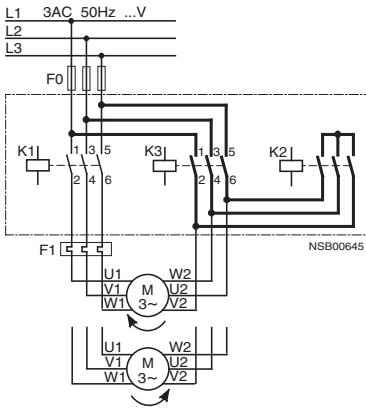 L1 3AC 50Hz ...V
L2
L3
F0
K1 1 3 5 K3 1 3 5 K2
2 4 6 2 4 6
NSB00645
F1
U1 W2
V1 M U2
W1 3~ V2
U1 W2
V1 M U2
W1 3~ V2